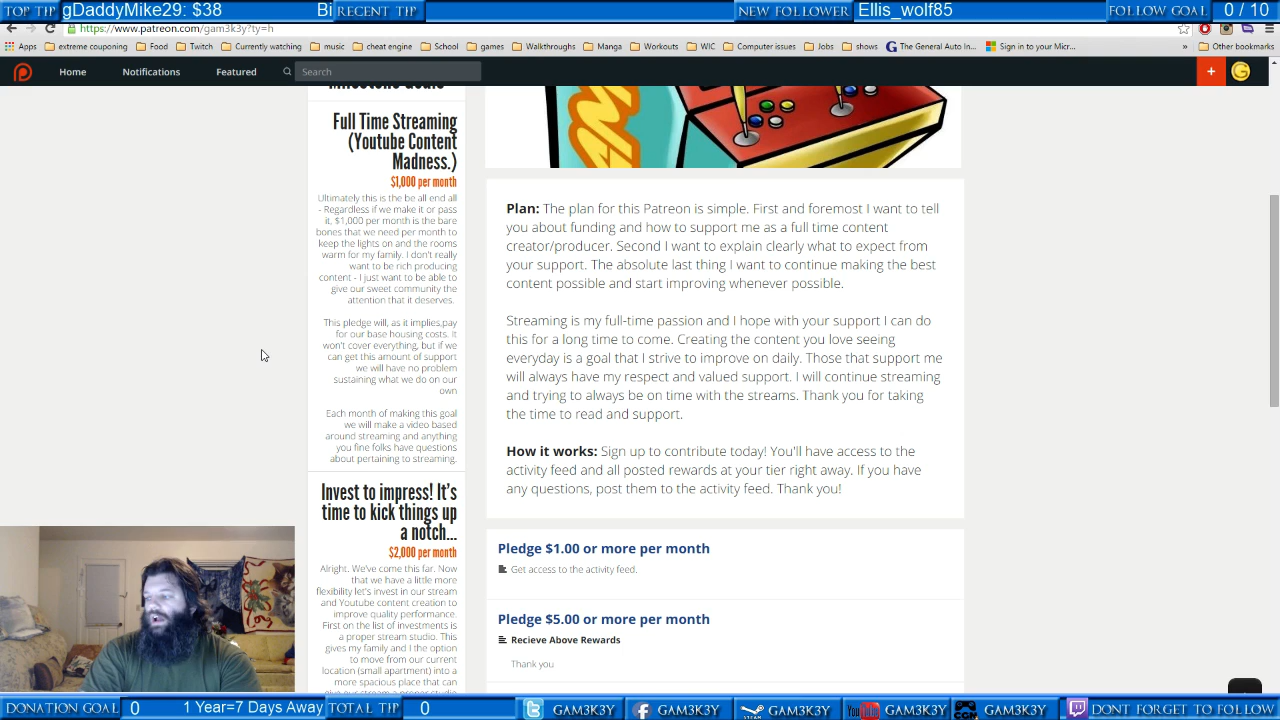 TOP TIP gDaddyMike29: $38 Bi RECENT TIP NEW FOLLOWER Ellis_wolf85 FOLLOW GOAL 0 / 10
https://www.patreon.com/gam3k3y?ty=h
Apps extreme couponing Food Twitch Currently watching music cheat engine School games Walkthroughs Manga Workouts WIC Computer issues Jobs shows The General Auto In... Sign in to your Micr... » Other bookmarks
Home Notifications Featured Search
Milestone Goals
Full Time Streaming
(Youtube Content
Madness.)
$1,000 per month
Ultimately this is the be all end all
- Regardless if we make it or pass
it, $1,000 per month is the bare
bones that we need per month to
keep the lights on and the rooms
warm for my family. I don't really
want to be rich producing
content - I just want to be able to
give our sweet community the
attention that it deserves.
This pledge will, as it implies,pay
for our base housing costs. It
won't cover everything, but if we
can get this amount of support
we will have no problem
sustaining what we do on our
own
Each month of making this goal
we will make a video based
around streaming and anything
you fine folks have questions
about pertaining to streaming.
Invest to impress! It's
time to kick things up
a notch...
$2,000 per month
Alright. We've come this far. Now
that we have a little more
flexibility let's invest in our stream
and Youtube content creation to
improve quality performance.
First on the list of investments is
a proper stream studio. This
gives my family and I the option
to move from our current
location (small apartment) into a
more spacious place that can
give our stream a proper studio
Plan: The plan for this Patreon is simple. First and foremost I want to tell
you about funding and how to support me as a full time content
creator/producer. Second I want to explain clearly what to expect from
your support. The absolute last thing I want to continue making the best
content possible and start improving whenever possible.
Streaming is my full-time passion and I hope with your support I can do
this for a long time to come. Creating the content you love seeing
everyday is a goal that I strive to improve on daily. Those that support me
will always have my respect and valued support. I will continue streaming
and trying to always be on time with the streams. Thank you for taking
the time to read and support.
How it works: Sign up to contribute today! You'll have access to the
activity feed and all posted rewards at your tier right away. If you have
any questions, post them to the activity feed. Thank you!
Pledge $1.00 or more per month
Get access to the activity feed.
Pledge $5.00 or more per month
Recieve Above Rewards
Thank you
DONATION GOAL 0 1 Year=7 Days Away TOTAL TIP 0 GAM3K3Y GAM3K3Y GAM3K3Y GAM3K3Y GAM3K3Y DONT FORGET TO FOLLOW